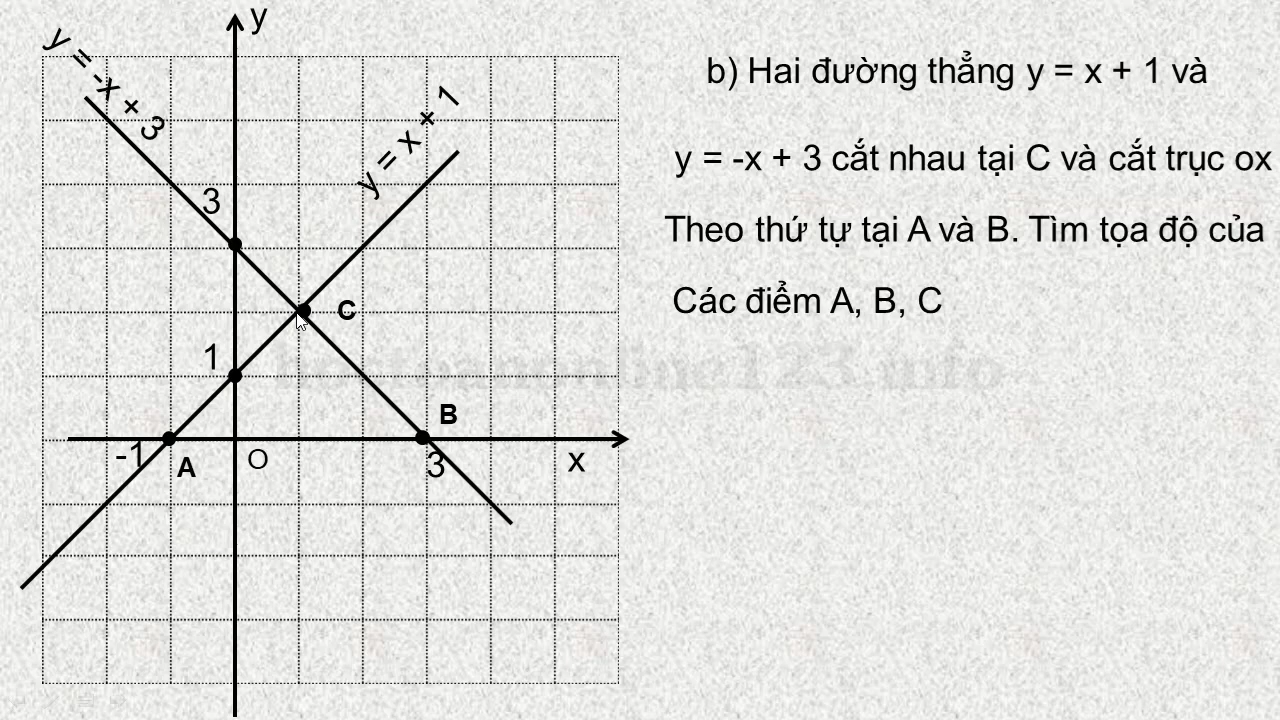 y
y = -x + 3
y = x + 1
3
C
1
B
-1
A
O
3
x
b) Hai đường thẳng y = x + 1 và
y = -x + 3 cắt nhau tại C và cắt trục ox
Theo thứ tự tại A và B. Tìm tọa độ của
Các điểm A, B, C